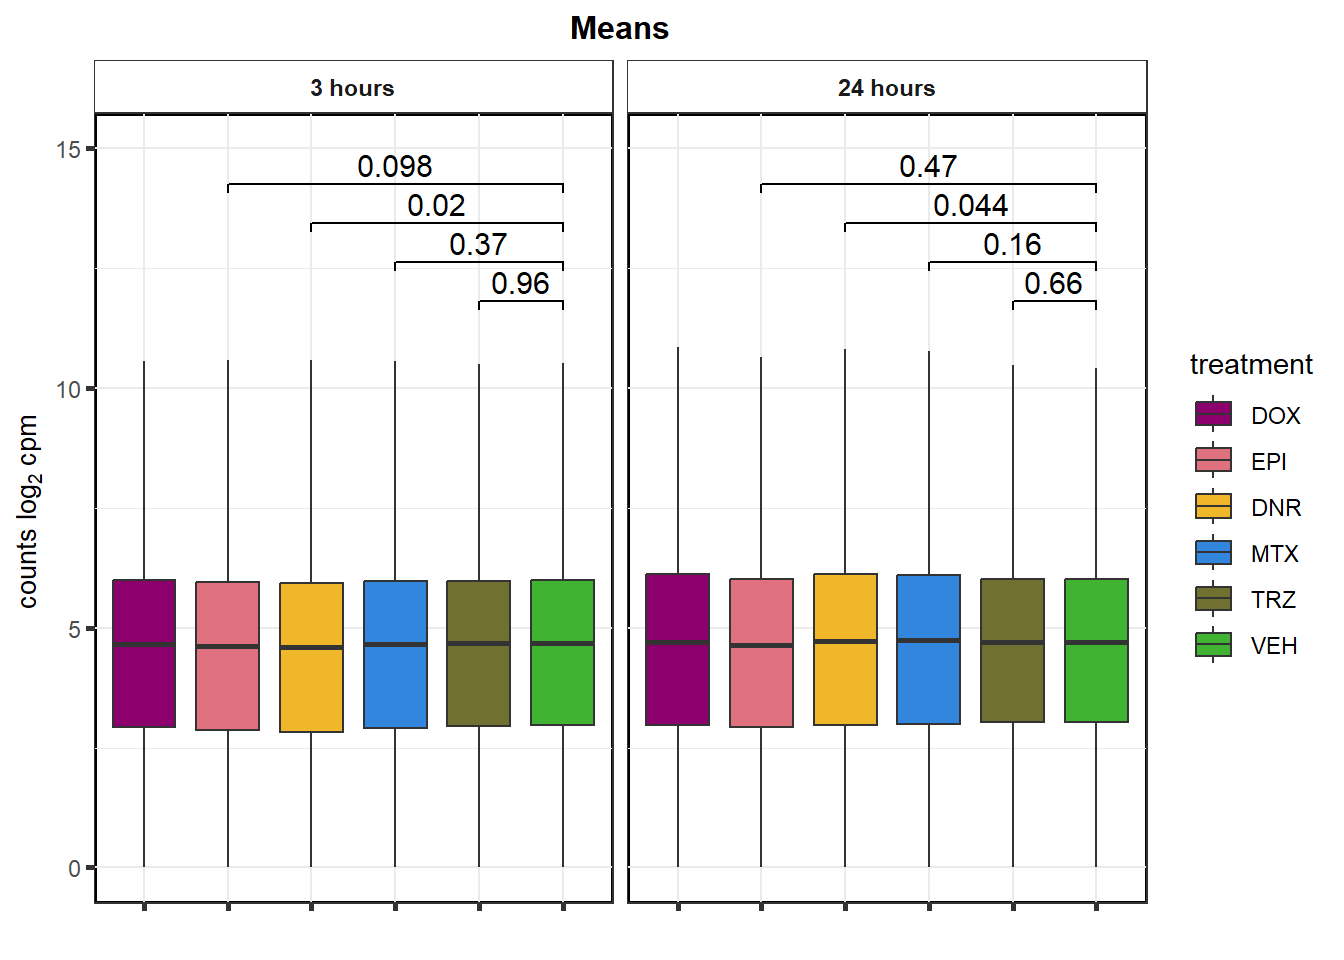 Means
3 hours
24 hours
counts log₂ cpm
15
10
5
0
0.098
0.02
0.37
0.96
0.47
0.044
0.16
0.66
treatment
DOX
EPI
DNR
MTX
TRZ
VEH